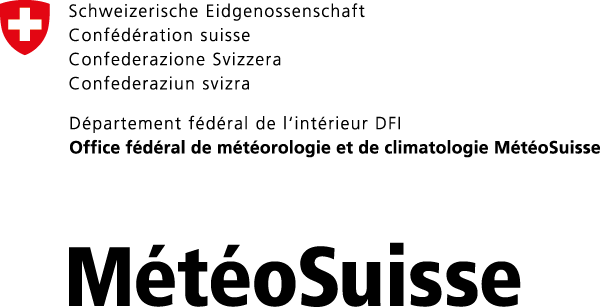 Schweizerische Eidgenossenschaft
Confédération suisse
Confederazione Svizzera
Confederaziun svizra
Département fédéral de l'intérieur DFI
Office fédéral de météorologie et de climatologie MétéoSuisse
MétéoSuisse